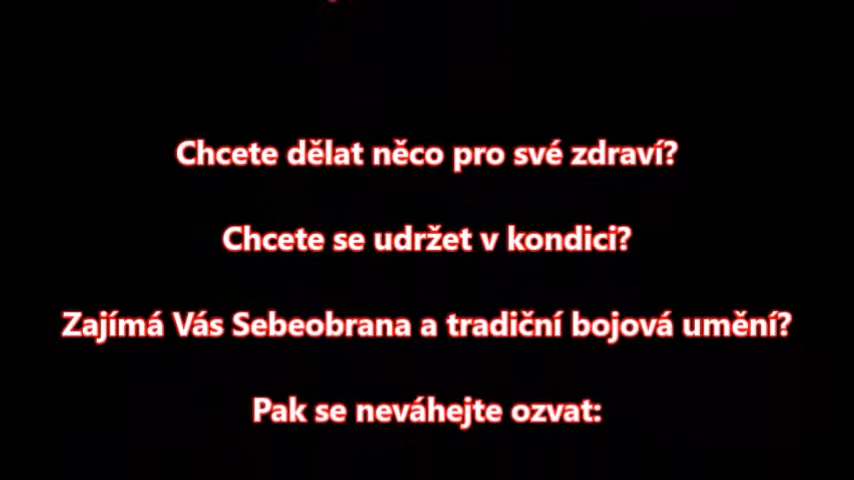 Chcete dělat něco pro své zdraví?
Chcete se udržet v kondici?
Zajímá Vás Sebeobrana a tradiční bojová umění?
Pak se neváhejte ozvat: